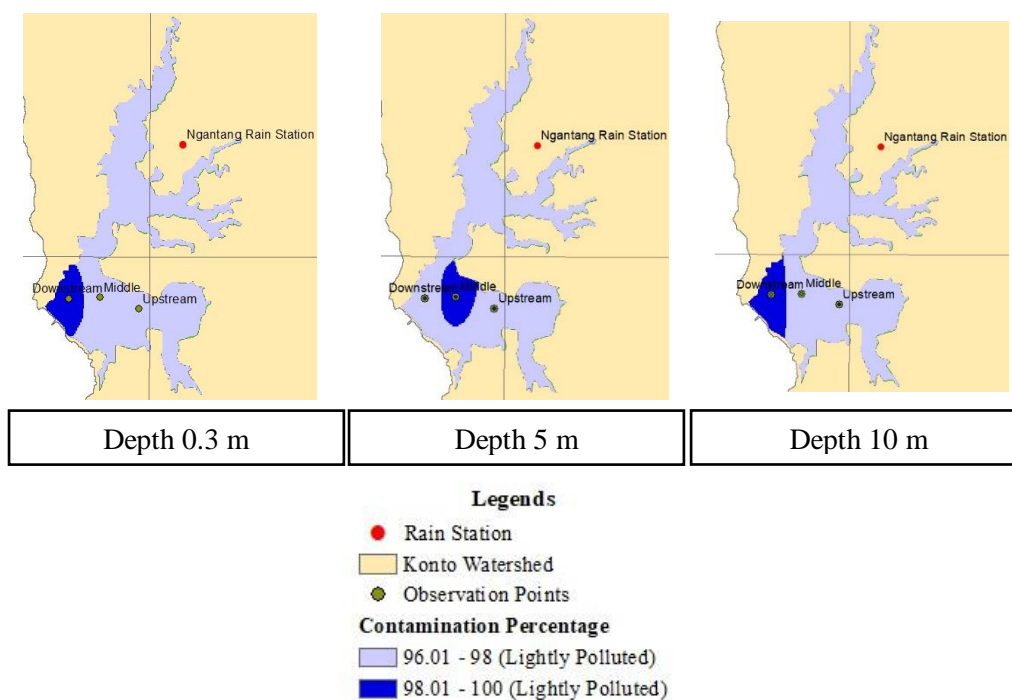 Ngantang Rain Station
Downstream Middle
Upstream
Ngantang Rain Station
Downstream Middle
Upstream
Ngantang Rain Station
Downstream Middle
Upstream
Depth 0.3 m
Depth 5 m
Depth 10 m
Legends
Rain Station
Konto Watershed
Observation Points
Contamination Percentage
96.01 - 98 (Lightly Polluted)
98.01 - 100 (Lightly Polluted)